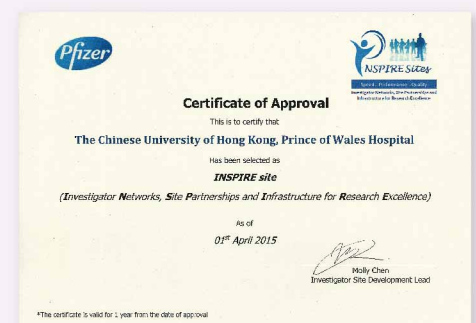 Pfizer
INSPIRE Sites
Speed . Performance . Quality
Investigator Networks, Site Partnerships and
Infrastructure for Research Excellence
Certificate of Approval
This is to certify that
The Chinese University of Hong Kong, Prince of Wales Hospital
Has been selected as
INSPIRE site
(Investigator Networks, Site Partnerships and Infrastructure for Research Excellence)
As of
01st April 2015
Molly Chen
Investigator Site Development Lead
*The certificate is valid for 1 year from the date of approval